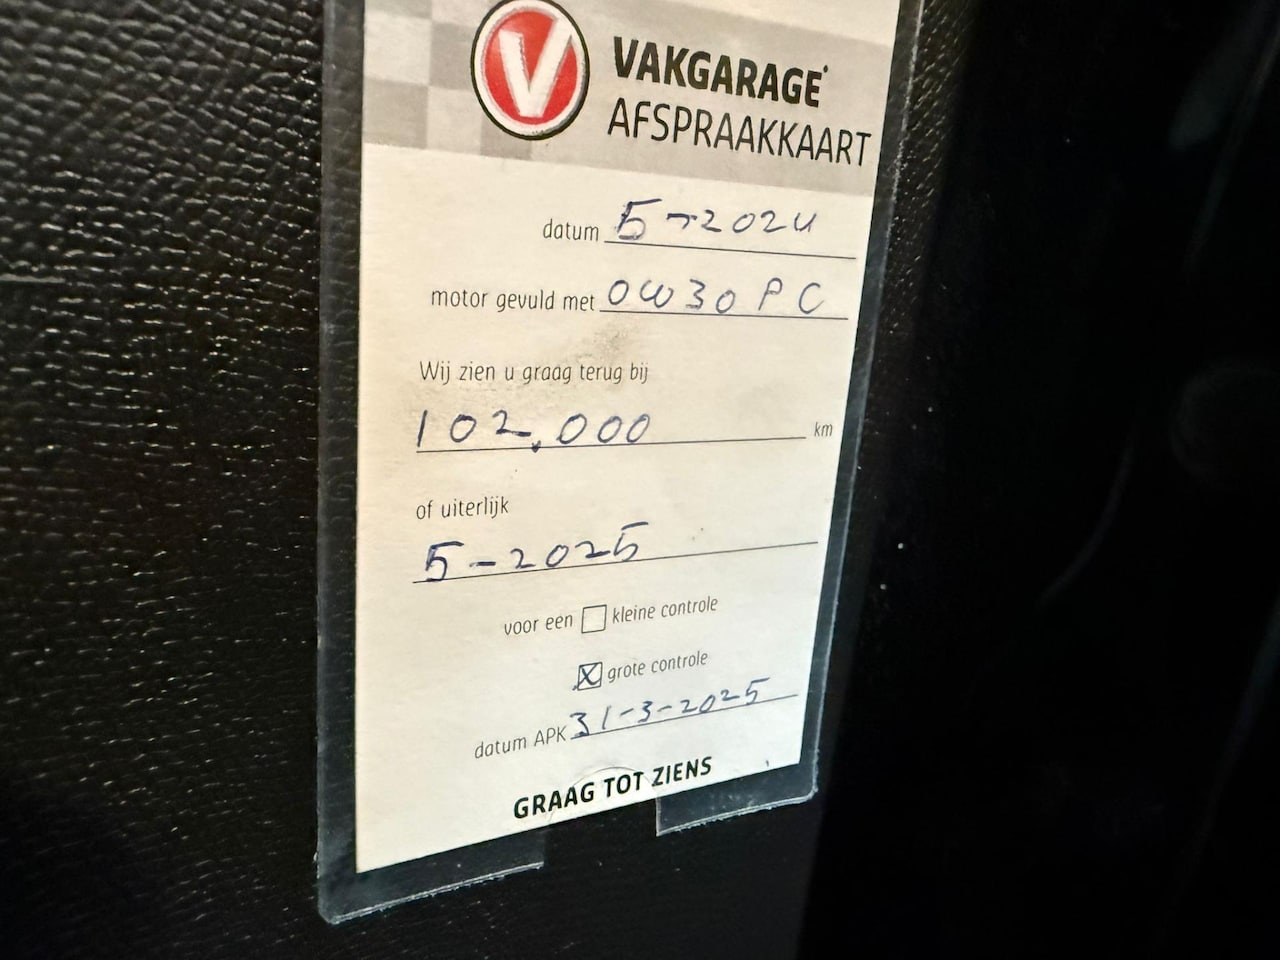 V
VAKGARAGE
AFSPRAAKKAART
datum 5-2024
motor gevuld met 0W30 PC
Wij zien u graag terug bij
102.000 km
of uiterlijk
5-2025
voor een kleine controle
X grote controle
datum APK 31-3-2025
GRAAG TOT ZIENS